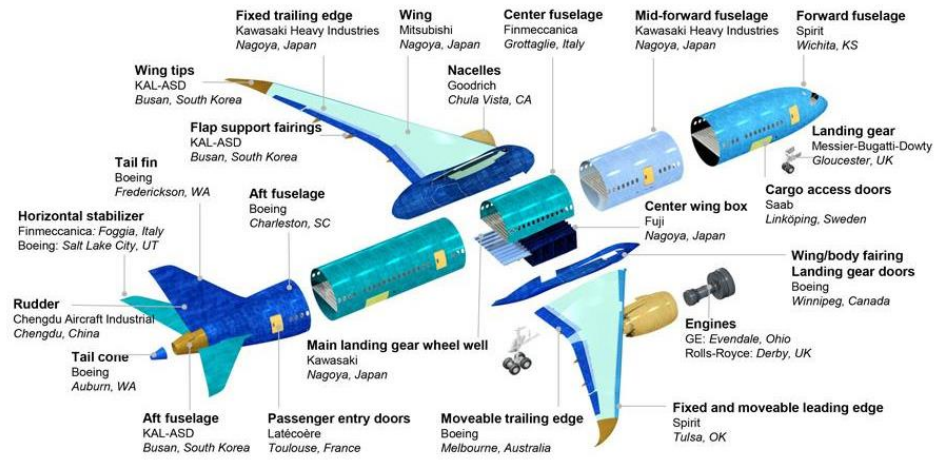 Fixed trailing edge
Kawasaki Heavy Industries
Nagoya, Japan
Wing
Mitsubishi
Nagoya, Japan
Center fuselage
Finmeccanica
Grottaglie, Italy
Mid-forward fuselage
Kawasaki Heavy Industries
Nagoya, Japan
Forward fuselage
Spirit
Wichita, KS
Wing tips
KAL-ASD
Busan, South Korea
Nacelles
Goodrich
Chula Vista, CA
Flap support fairings
KAL-ASD
Busan, South Korea
Landing gear
Messier-Bugatti-Dowty
Gloucester, UK
Tail fin
Boeing
Frederickson, WA
Aft fuselage
Boeing
Charleston, SC
Cargo access doors
Saab
Linköping, Sweden
Horizontal stabilizer
Finmeccanica: Foggia, Italy
Boeing: Salt Lake City, UT
Center wing box
Fuji
Nagoya, Japan
Wing/body fairing
Landing gear doors
Boeing
Winnipeg, Canada
Rudder
Chengdu Aircraft Industrial
Chengdu, China
Engines
GE: Evendale, Ohio
Rolls-Royce: Derby, UK
Tail cone
Boeing
Auburn, WA
Main landing gear wheel well
Kawasaki
Nagoya, Japan
Aft fuselage
KAL-ASD
Busan, South Korea
Passenger entry doors
Latécoère
Toulouse, France
Moveable trailing edge
Boeing
Melbourne, Australia
Fixed and moveable leading edge
Spirit
Tulsa, OK